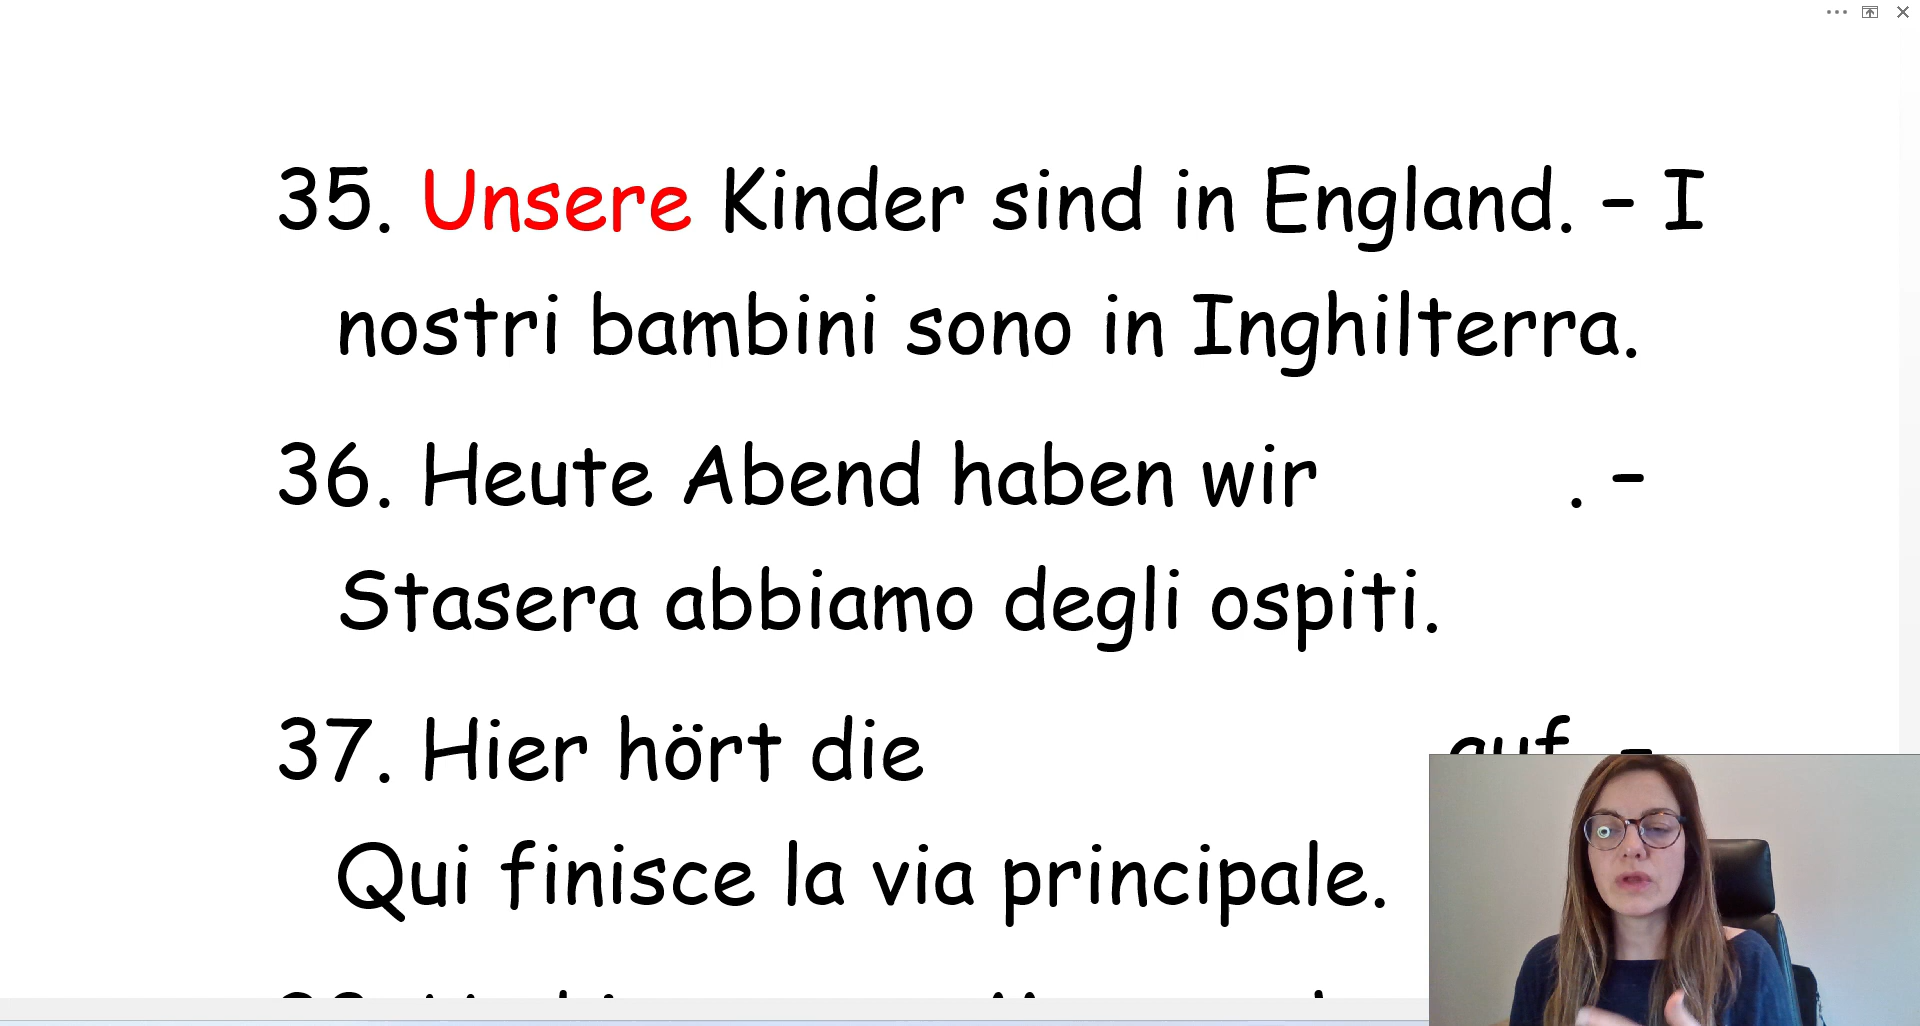 35. Unsere Kinder sind in England. – I
nostri bambini sono in Inghilterra.
36. Heute Abend haben wir . –
Stasera abbiamo degli ospiti.
37. Hier hört die auf. –
Qui finisce la via principale.